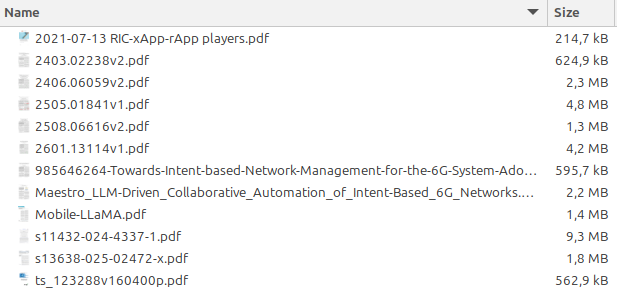 Name Size
2021-07-13 RIC-xApp-rApp players.pdf 214,7 kB
2403.02238v2.pdf 624,9 kB
2406.06059v2.pdf 2,3 MB
2505.01841v1.pdf 4,8 MB
2508.06616v2.pdf 1,3 MB
2601.13114v1.pdf 4,2 MB
985646264-Towards-Intent-based-Network-Management-for-the-6G-System-Ado... 595,7 kB
Maestro_LLM-Driven_Collaborative_Automation_of_Intent-Based_6G_Networks.... 2,2 MB
Mobile-LLaMA.pdf 1,4 MB
s11432-024-4337-1.pdf 9,3 MB
s13638-025-02472-x.pdf 1,8 MB
ts_123288v160400p.pdf 562,9 kB